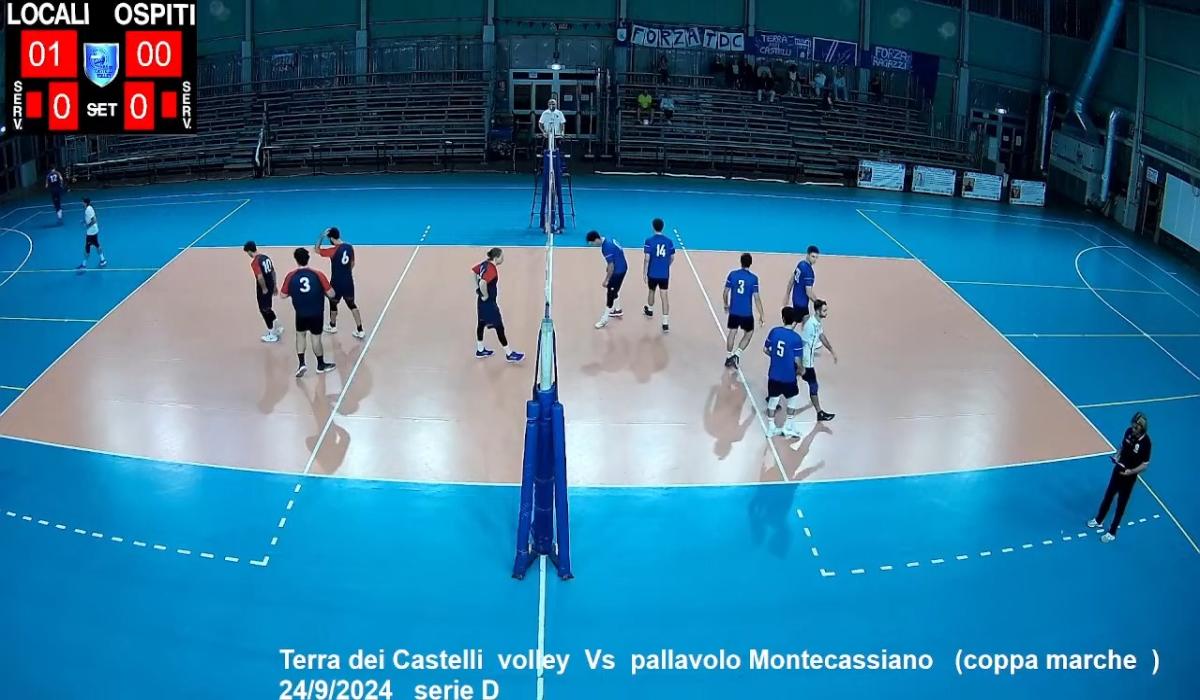 LOCALI OSPITI
01 00
SERV. 0 SET 0 SERV.
FORZA TDC
TERRA
CASTELLI
FORZA
RAGAZZI
10
3
6
14
3
5
Terra dei Castelli volley Vs pallavolo Montecassiano (coppa marche )
24/9/2024 serie D